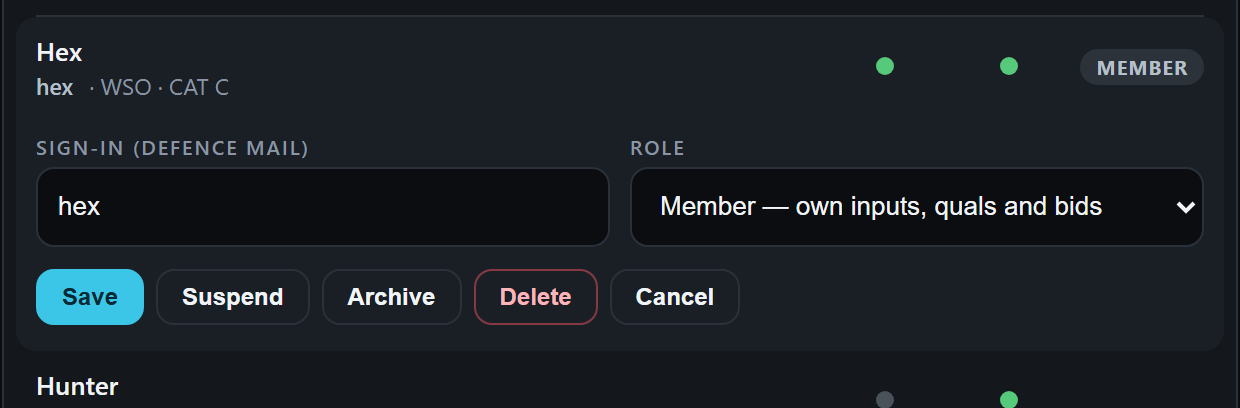 Hex
hex · WSO · CAT C
MEMBER
SIGN-IN (DEFENCE MAIL)
ROLE
hex
Member — own inputs, quals and bids
Save
Suspend
Archive
Delete
Cancel
Hunter